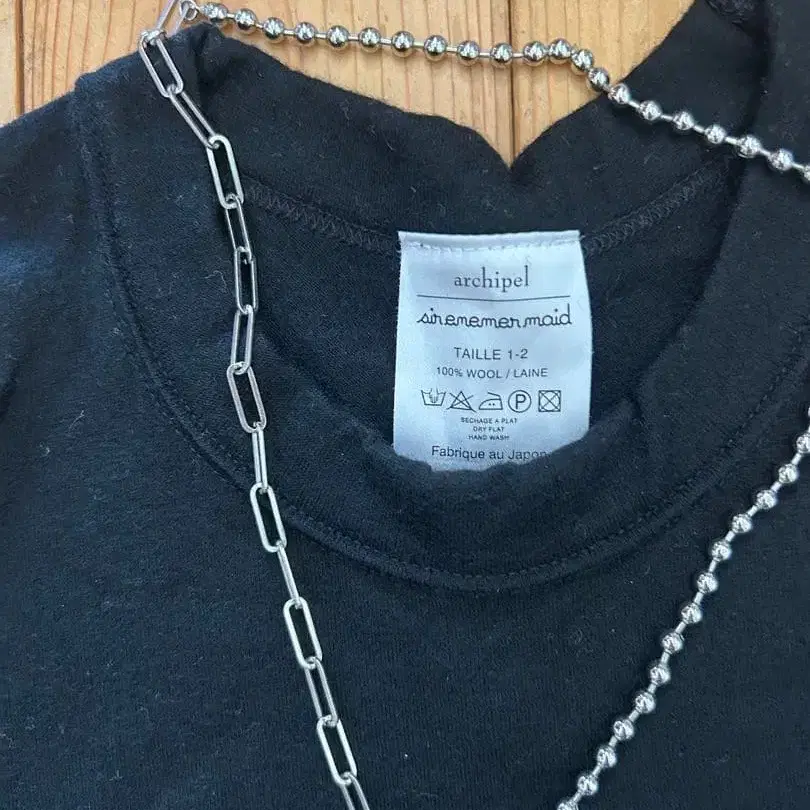 archipel
sirenemermaid
TAILLE 1-2
100% WOOL / LAINE
P
SECHAGE A PLAT
DRY FLAT
HAND WASH
Fabrique au Japon